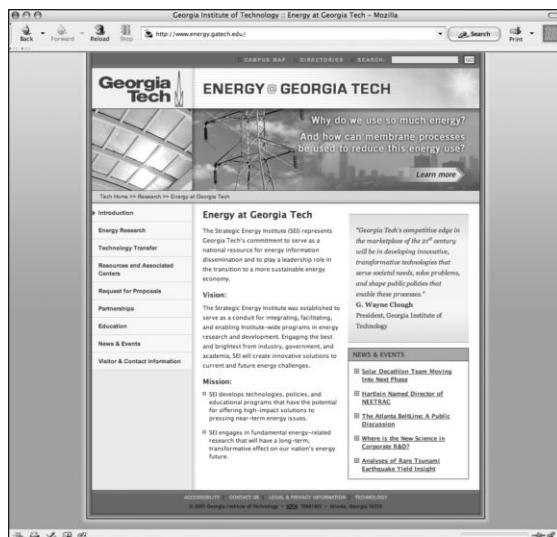 Georgia Institute of Technology :: Energy at Georgia Tech – Mozilla
Back
Forward
Reload
Stop
http://www.energy.gatech.edu/
Search
Print
CAMPUS MAP
DIRECTORIES
SEARCH:
GO
Georgia
Tech
ENERGY @ GEORGIA TECH
Why do we use so much energy?
And how can membrane processes
be used to reduce this energy use?
Learn more
Tech Home >> Research >> Energy at Georgia Tech
Introduction
Energy Research
Technology Transfer
Resources and Associated
Centers
Request for Proposals
Partnerships
Education
News & Events
Visitor & Contact Information
Energy at Georgia Tech
The Strategic Energy Institute (SEI) represents
Georgia Tech's commitment to serve as a
national resource for energy information
dissemination and to play a leadership role in
the transition to a more sustainable energy
economy.
Vision:
The Strategic Energy Institute was established to
serve as a conduit for integrating, facilitating,
and enabling Institute-wide programs in energy
research and development. Engaging the best
and brightest from industry, government, and
academia, SEI will create innovative solutions to
current and future energy challenges.
Mission:
SEI develops technologies, policies, and
educational programs that have the potential
for offering high-impact solutions to
pressing near-term energy issues.
SEI engages in fundamental energy-related
research that will have a long-term,
transformative effect on our nation's energy
future.
"Georgia Tech's competitive edge in
the marketplace of the 21st century
will be in developing innovative,
transformative technologies that
serve societal needs, solve problems,
and shape public policies that
enable these processes."
G. Wayne Clough
President, Georgia Institute of
Technology
NEWS & EVENTS
Solar Decathlon Team Moving
Into Next Phase
Hartlein Named Director of
NEETRAC
The Atlanta BeltLine: A Public
Discussion
Where is the New Science in
Corporate R&D?
Analyses of Rare Tsunami
Earthquake Yield Insight
ACCESSIBILITY | CONTACT US | LEGAL & PRIVACY INFORMATION | TECHNOLOGY
© 2007 Georgia Institute of Technology • Atlanta, Georgia 30332